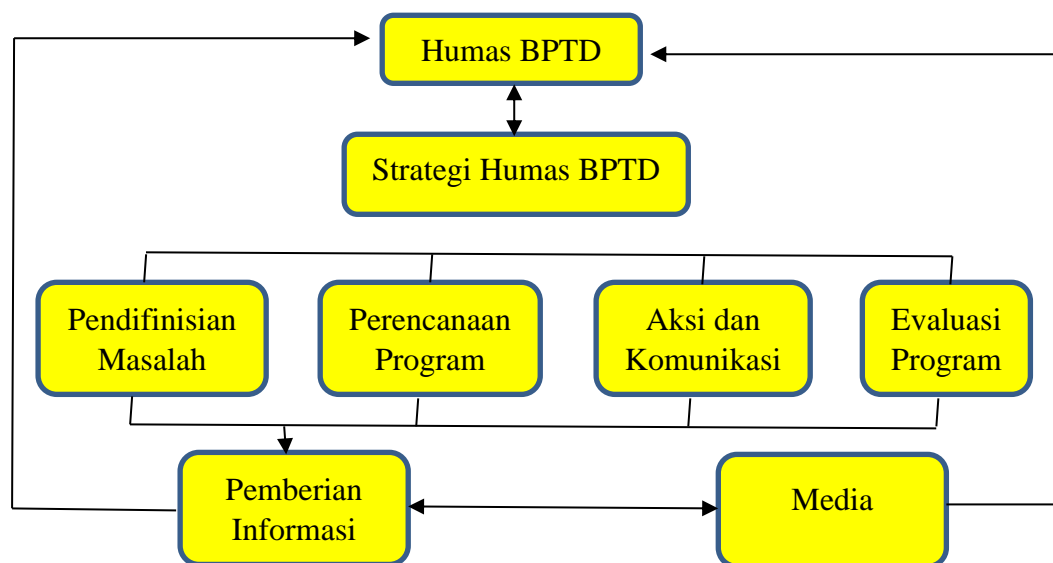 Humas BPTD
Strategi Humas BPTD
Pendifinisian
Masalah
Perencanaan
Program
Aksi dan
Komunikasi
Evaluasi
Program
Pemberian
Informasi
Media